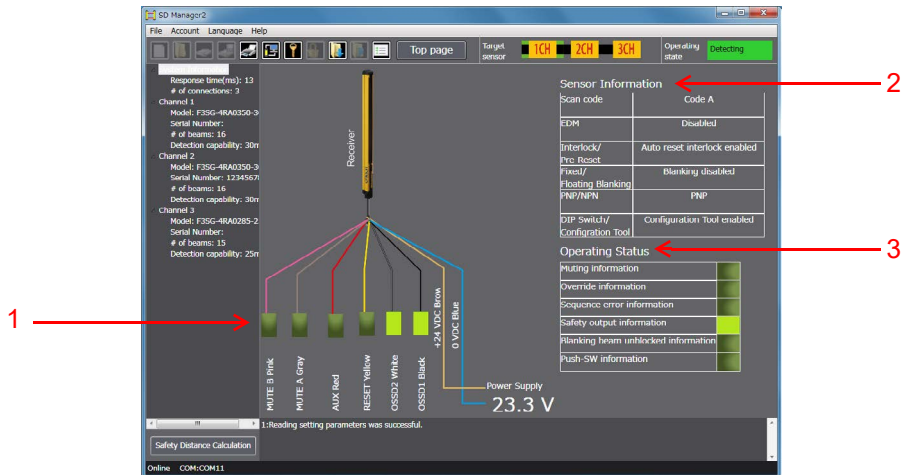 SD Manager2
File Account Language Help
Top page
Target sensor
1CH 2CH 3CH
Operating state
Detecting
Response time(ms): 13
# of connections: 3
Channel 1
Model: F3SG-4RA0350-3
Serial Number:
# of beams: 16
Detection capability: 30m
Channel 2
Model: F3SG-4RA0350-3
Serial Number: 1234567
# of beams: 16
Detection capability: 30m
Channel 3
Model: F3SG-4RA0285-2
Serial Number:
# of beams: 15
Detection capability: 25m
Safety Distance Calculation
Receiver
MUTE B Pink
MUTE A Gray
AUX Red
RESET Yellow
OSSD2 White
OSSD1 Black
+24 VDC Brow
0 VDC Blue
Power Supply
23.3 V
Sensor Information
Scan code Code A
EDM Disabled
Interlock/ Pre Reset Auto reset interlock enabled
Fixed/ Floating Blanking Blanking disabled
PNP/NPN PNP
DIP Switch/ Confiqration Tool Configuration Tool enabled
Operating Status
Muting information
Override information
Sequence error information
Safety output information
Blanking beam unblocked information
Push-SW information
1:Reading setting parameters was successful.
Online COM:COM11
1
2
3